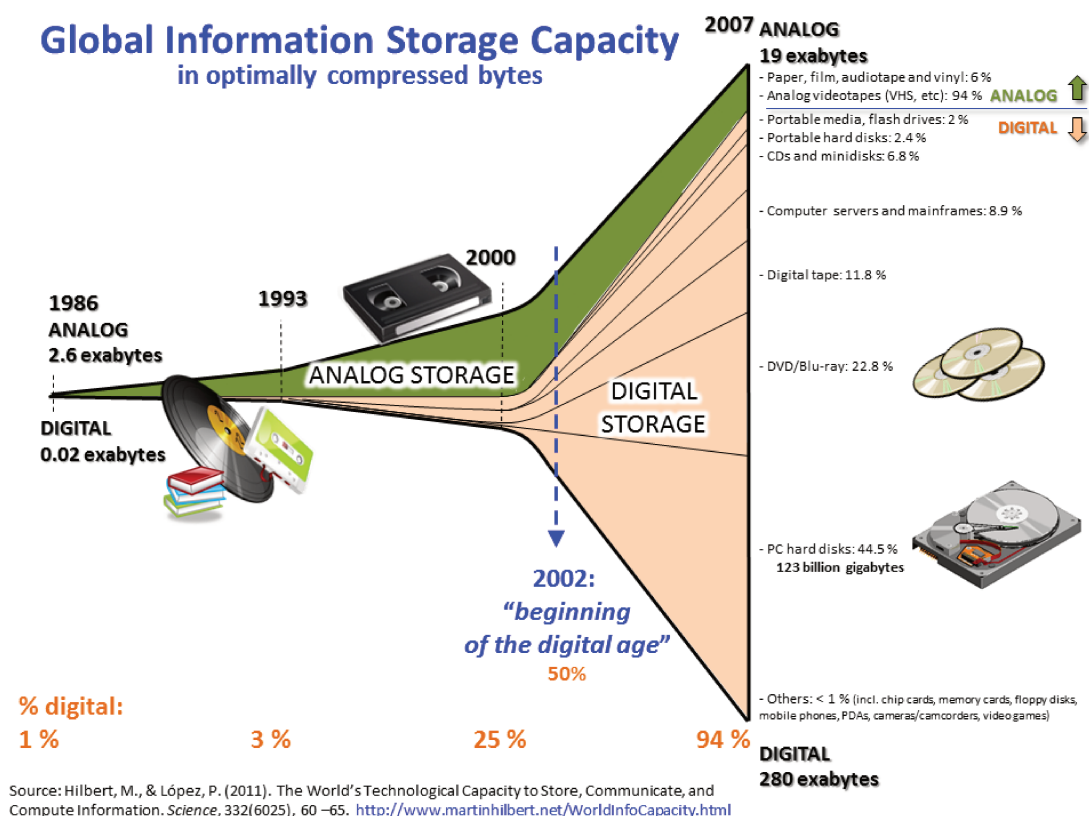 Global Information Storage Capacity
in optimally compressed bytes
2007 ANALOG
19 exabytes
- Paper, film, audiotape and vinyl: 6 %
- Analog videotapes (VHS, etc): 94 %
ANALOG
- Portable media, flash drives: 2 %
DIGITAL
- Portable hard disks: 2.4 %
- CDs and minidisks: 6.8 %
- Computer servers and mainframes: 8.9 %
- Digital tape: 11.8 %
- DVD/Blu-ray: 22.8 %
- PC hard disks: 44.5 %
123 billion gigabytes
- Others: < 1 % (incl. chip cards, memory cards, floppy disks,
mobile phones, PDAs, cameras/camcorders, video games)
DIGITAL
280 exabytes
2000
1993
1986
ANALOG
2.6 exabytes
DIGITAL
0.02 exabytes
ANALOG STORAGE
DIGITAL
STORAGE
2002:
“beginning
of the digital age”
50%
% digital:
1 %
3 %
25 %
94 %
Source: Hilbert, M., & López, P. (2011). The World’s Technological Capacity to Store, Communicate, and
Compute Information. Science, 332(6025), 60 –65. http://www.martinhilbert.net/WorldInfoCapacity.html